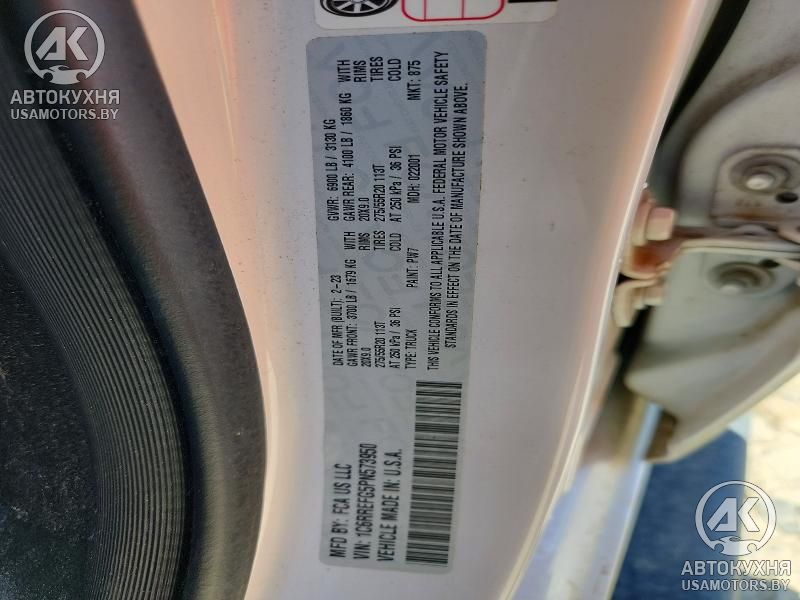 AK
АВТОКУХНЯ
USAMOTORS.BY
MFD BY: FCA US LLC
DATE OF MFR (BUILT): 2-23
GVWR: 6900 LB / 3130 KG
GAWR FRONT: 3700 LB / 1679 KG WITH
GAWR REAR: 4100 LB / 1860 KG WITH
20X9.0 RIMS
20X9.0 RIMS
275/55R20 113T TIRES
275/55R20 113T TIRES
AT 250 kPa / 36 PSI COLD
AT 250 kPa / 36 PSI COLD
VIN: 1C6RREFG5PN573950
TYPE: TRUCK
PAINT: PW7
MDH: 022001
MKT: 875
VEHICLE MADE IN: U.S.A.
THIS VEHICLE CONFORMS TO ALL APPLICABLE U.S.A. FEDERAL MOTOR VEHICLE SAFETY
STANDARDS IN EFFECT ON THE DATE OF MANUFACTURE SHOWN ABOVE.
AK
АВТОКУХНЯ
USAMOTORS.BY